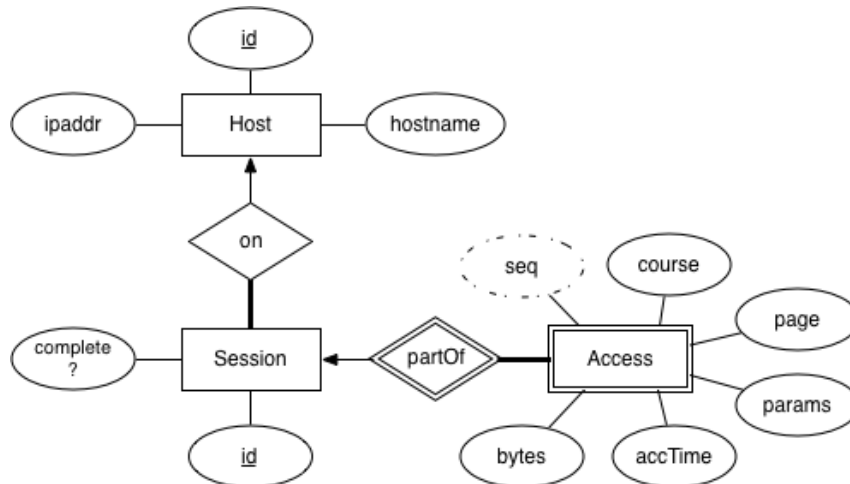 id
ipaddr
Host
hostname
on
seq
course
page
complete
?
Session
partOf
Access
params
id
bytes
accTime